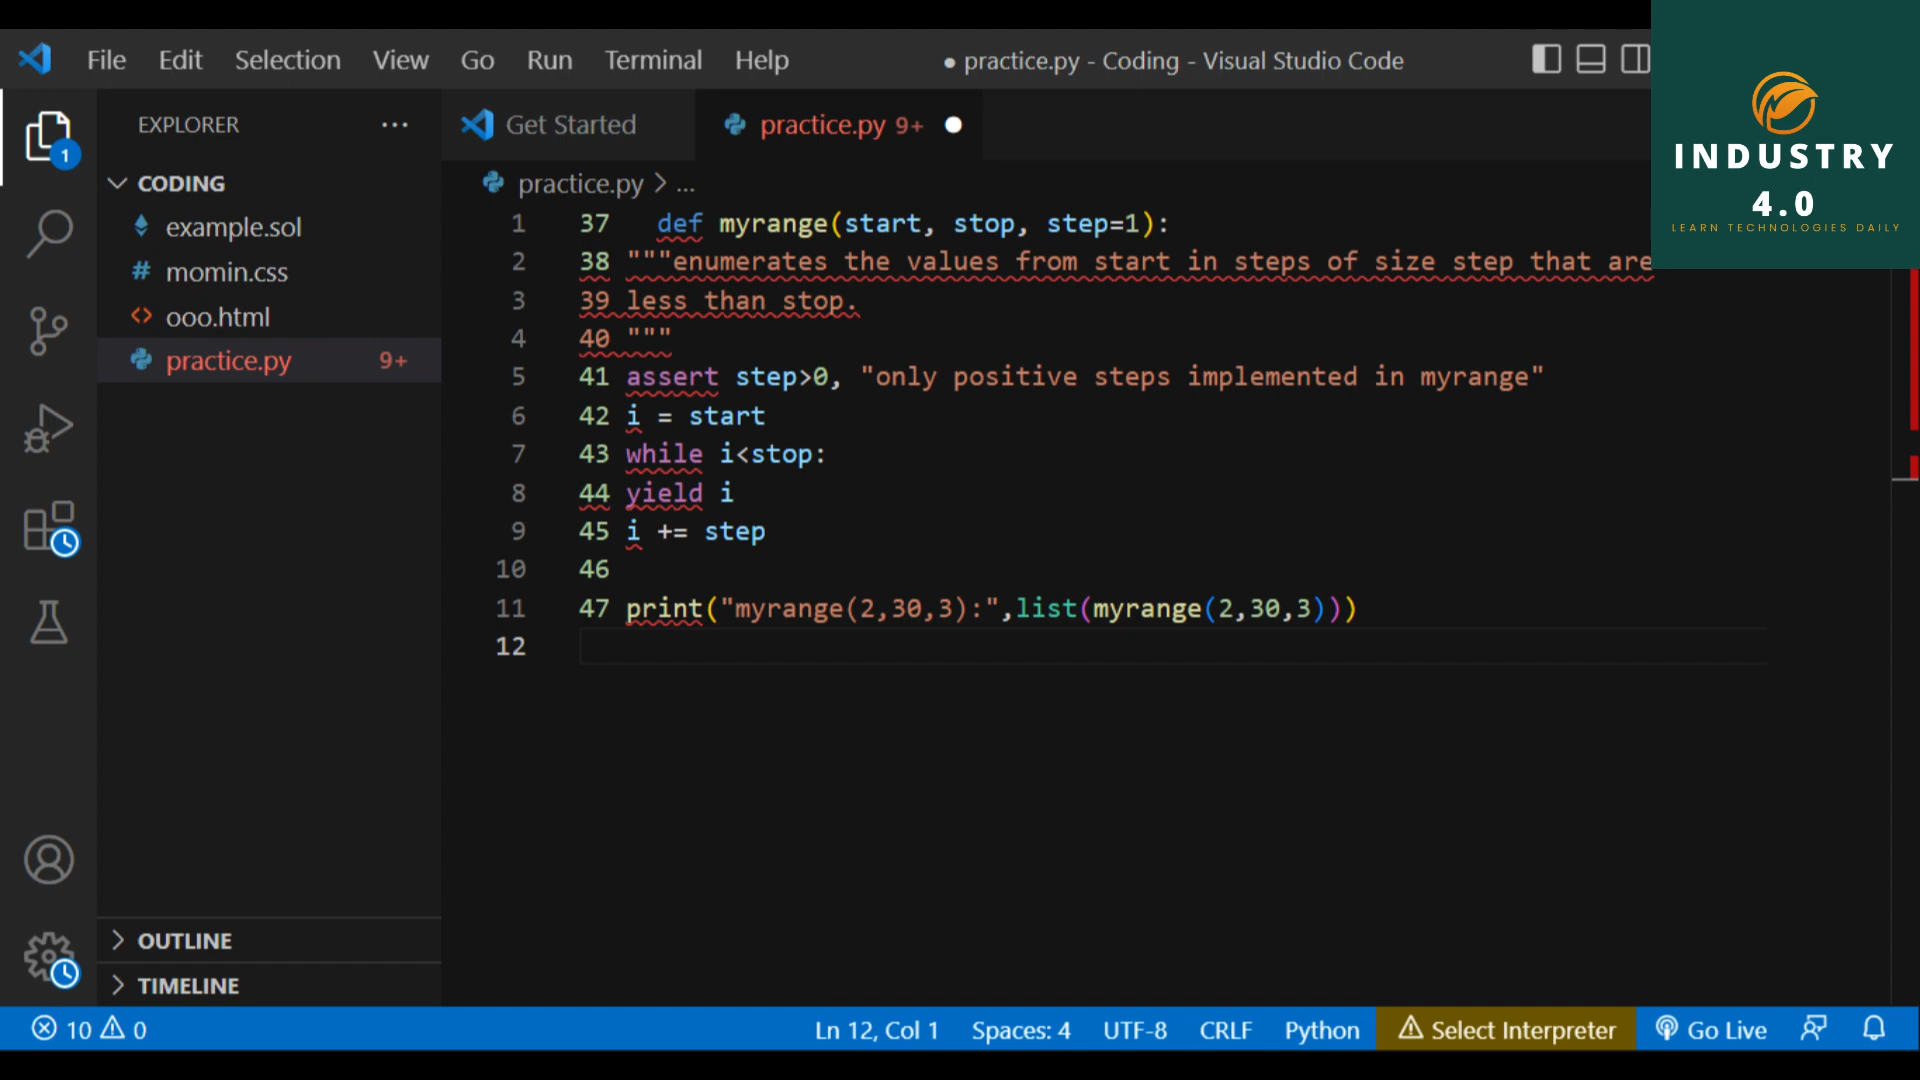 File Edit Selection View Go Run Terminal Help ● practice.py - Coding - Visual Studio Code
INDUSTRY
4.0
LEARN TECHNOLOGIES DAILY
EXPLORER ...
1
CODING
example.sol
# momin.css
<> ooo.html
practice.py 9+
OUTLINE
TIMELINE
Get Started practice.py 9+
practice.py > ...
1 37 def myrange(start, stop, step=1):
2 38 """enumerates the values from start in steps of size step that are
3 39 less than stop.
4 40 """
5 41 assert step>0, "only positive steps implemented in myrange"
6 42 i = start
7 43 while i<stop:
8 44 yield i
9 45 i += step
10 46
11 47 print("myrange(2,30,3):",list(myrange(2,30,3)))
12
10 0 Ln 12, Col 1 Spaces: 4 UTF-8 CRLF Python Select Interpreter Go Live